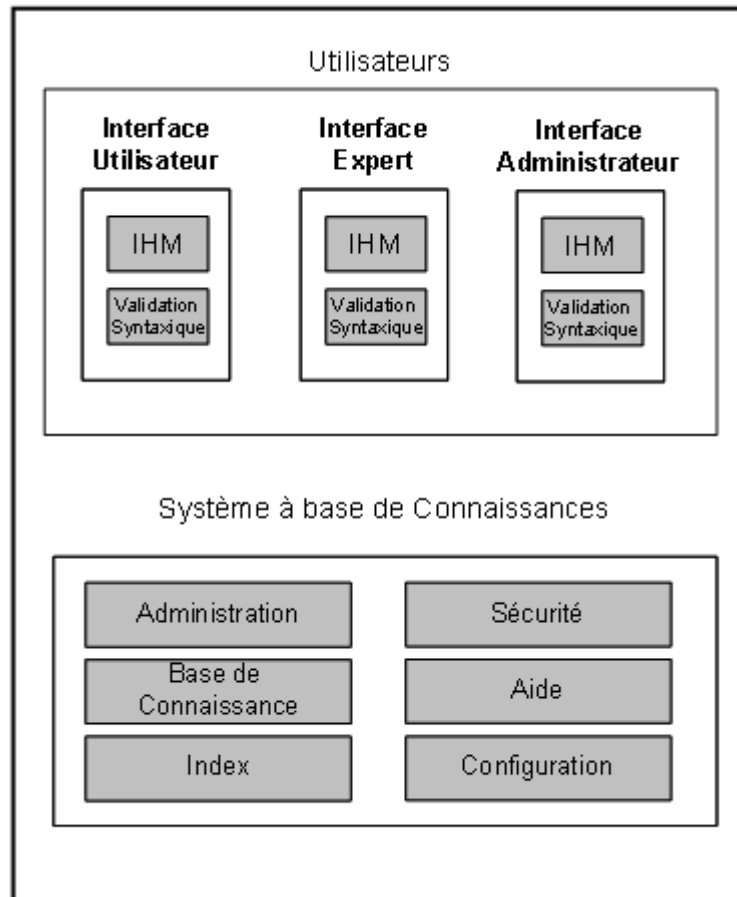 Utilisateurs
Interface
Utilisateur
Interface
Expert
Interface
Administrateur
IHM
Validation
Syntaxique
IHM
Validation
Syntaxique
IHM
Validation
Syntaxique
Système à base de Connaissances
Administration
Sécurité
Base de
Connaissance
Aide
Index
Configuration